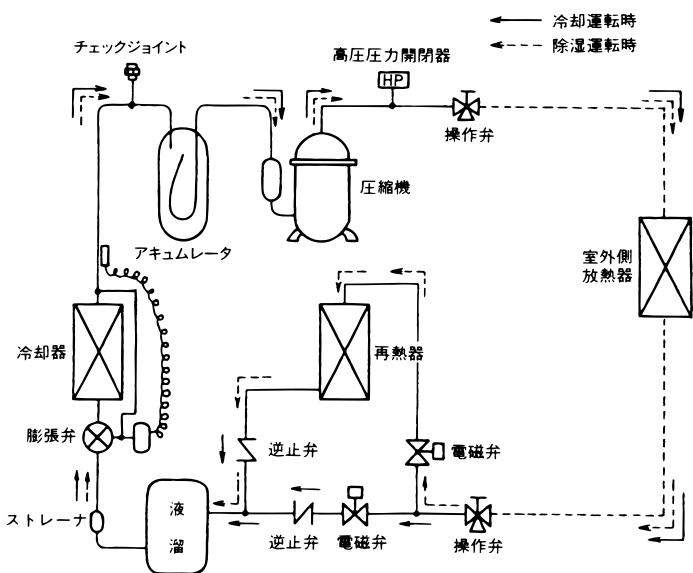 冷却運転時
除湿運転時
チェックジョイント
高圧圧力開閉器
HP
操作弁
圧縮機
アキュムレータ
室外側
放熱器
冷却器
再熱器
膨張弁
逆止弁
電磁弁
ストレーナ
液
溜
逆止弁
電磁弁
操作弁